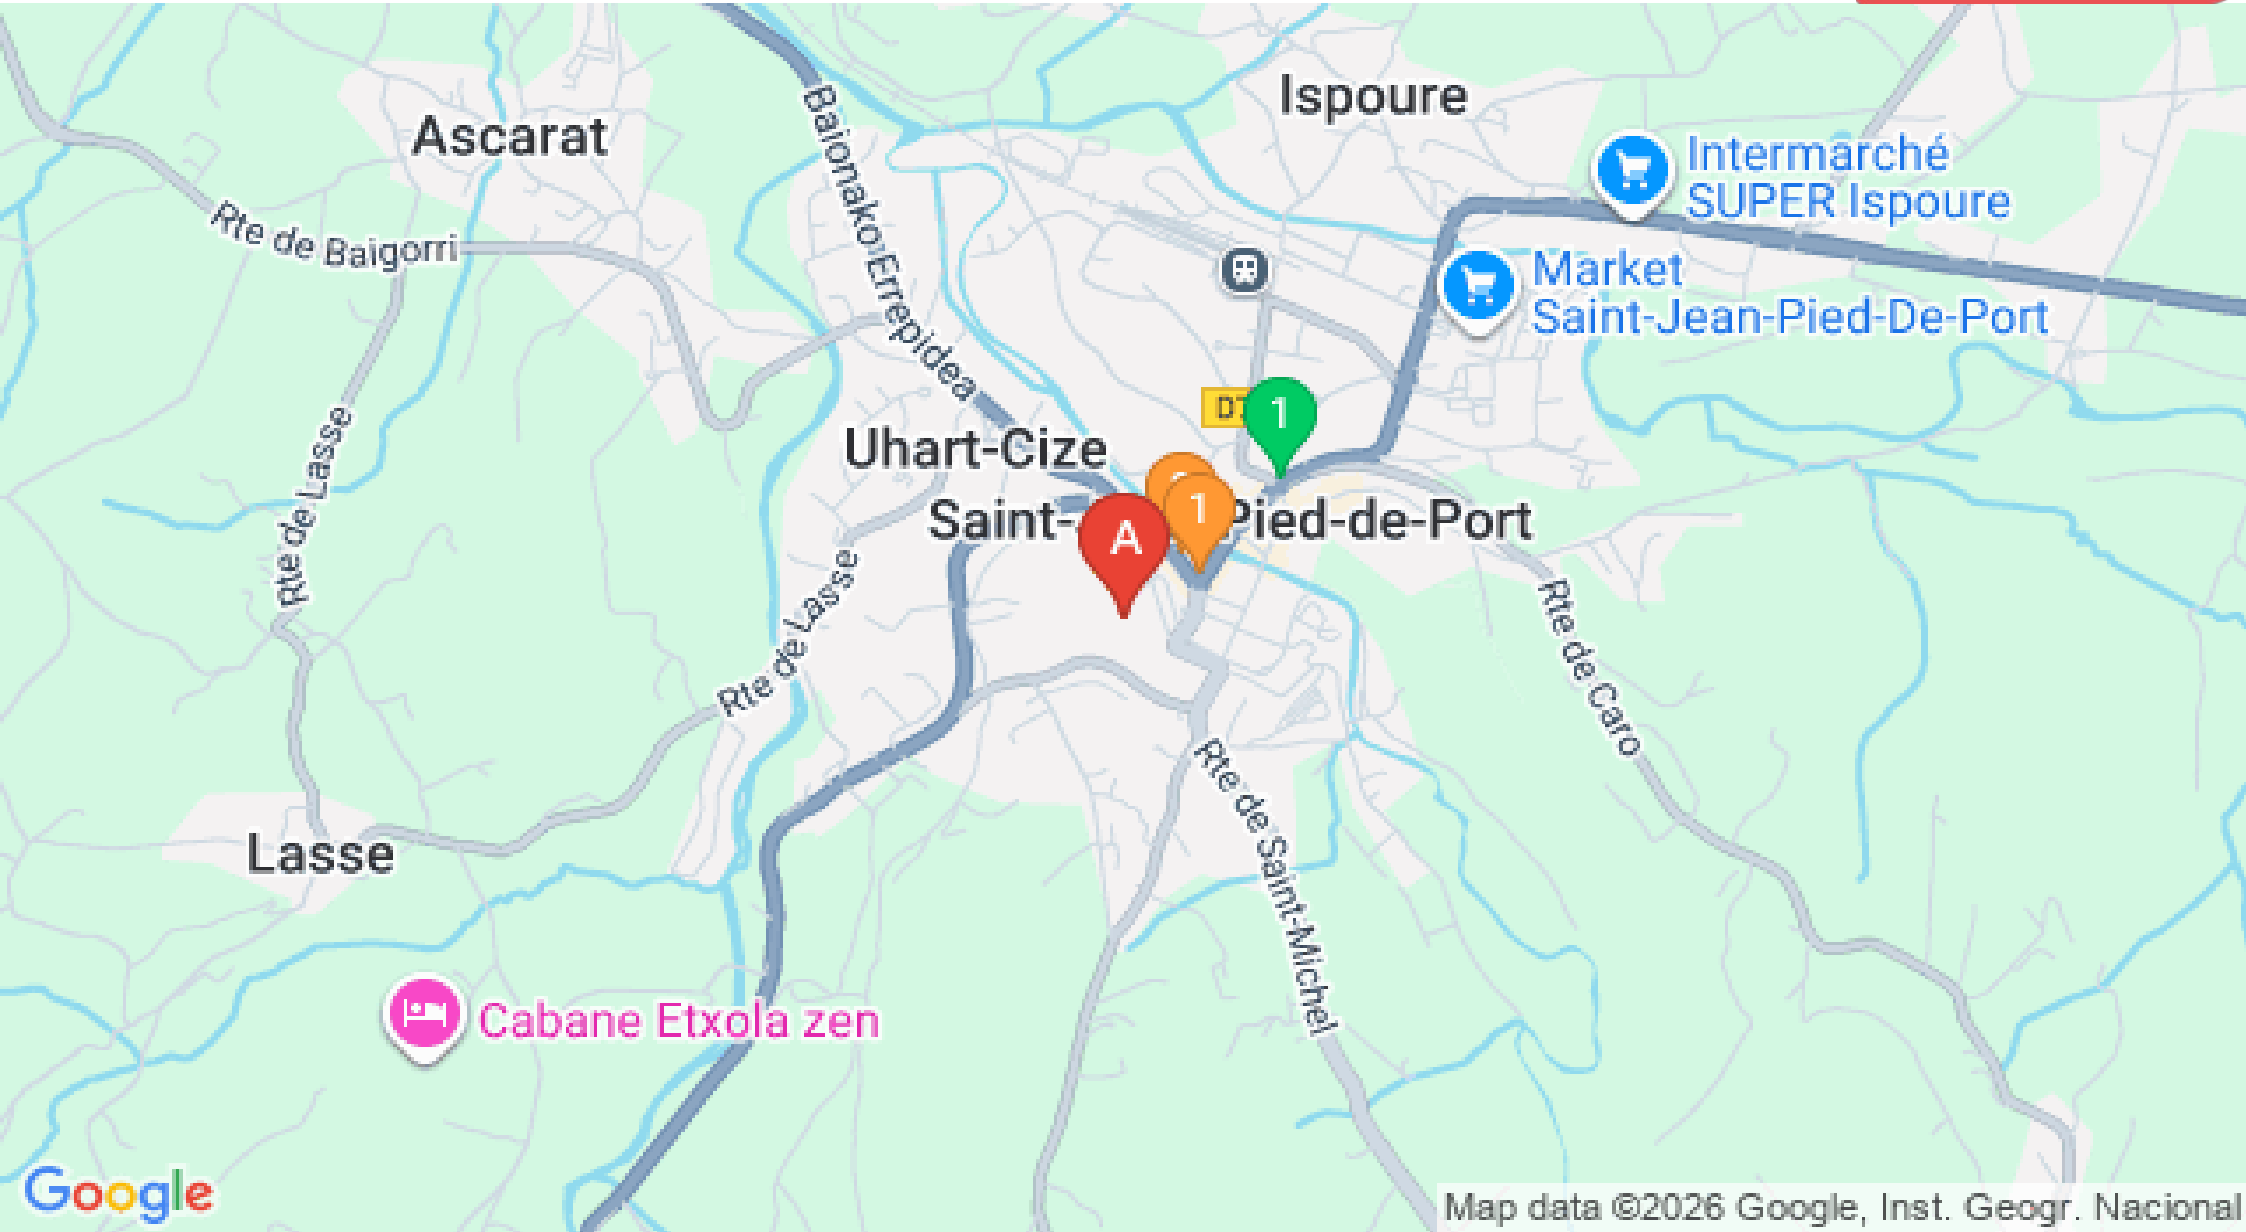 Ispoure
Ascarat
Intermarché
SUPER Ispoure
Baionako Errepidea
Rte de Baigorri
Market
Saint-Jean-Pied-De-Port
1
Uhart-Cize
Rte de Lasse
1
Saint-
Pied-de-Port
A
Rte de Lasse
Rte de Caro
Rte de Saint-Michel
Lasse
Cabane Etxola zen
Google
Map data ©2026 Google, Inst. Geogr. Nacional